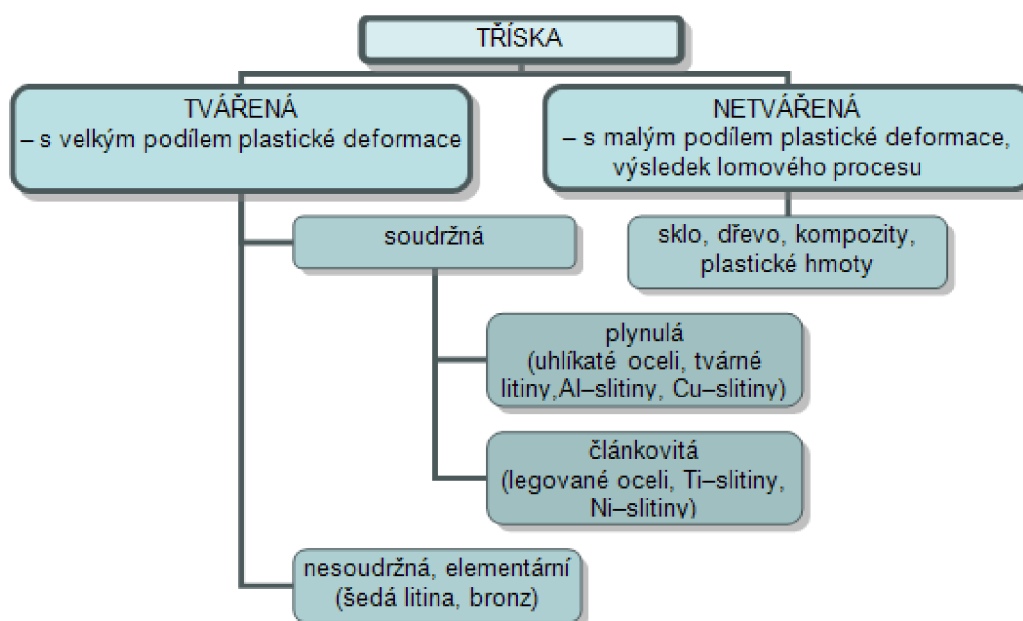 TŘÍSKA
TVÁŘENÁ
– s velkým podílem plastické deformace
NETVÁŘENÁ
– s malým podílem plastické deformace,
výsledek lomového procesu
soudržná
sklo, dřevo, kompozity,
plastické hmoty
plynulá
(uhlíkaté oceli, tvárné
litiny,Al–slitiny, Cu–slitiny)
článkovitá
(legované oceli, Ti–slitiny,
Ni–slitiny)
nesoudržná, elementární
(šedá litina, bronz)